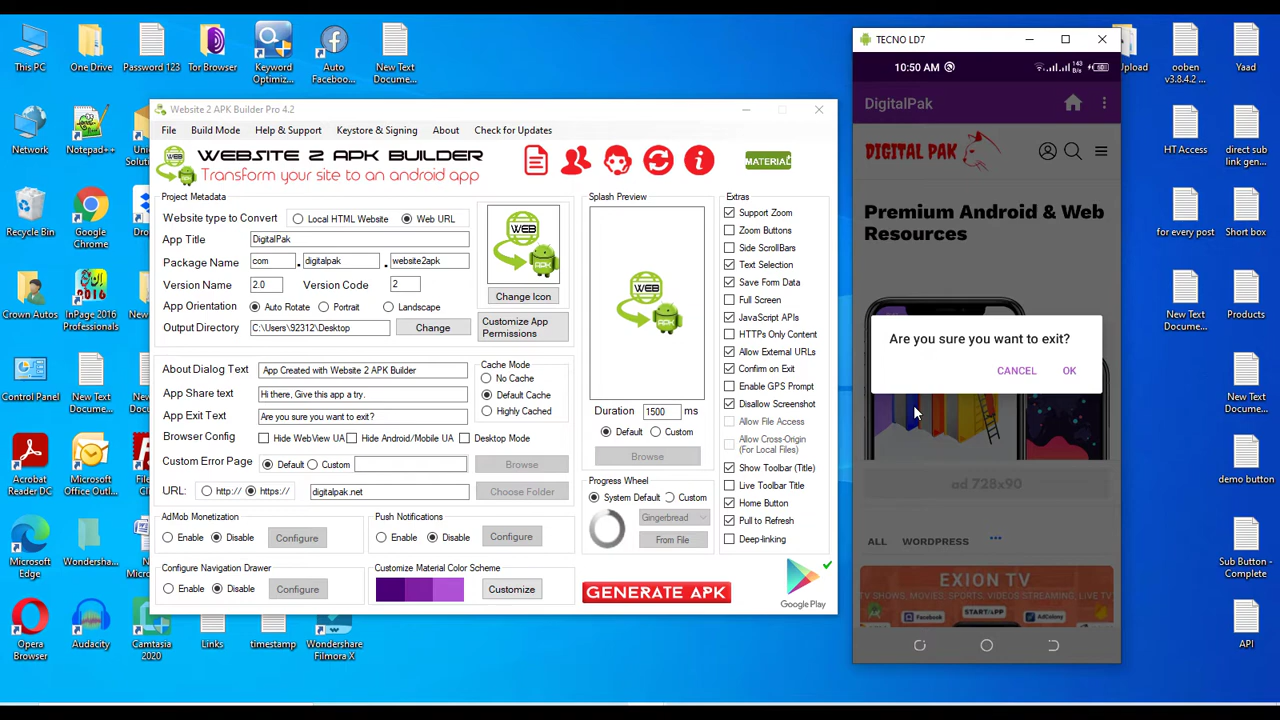 This PC
One Drive
Password 123
Tor Browser
Keyword
Optimiz...
Auto
Faceboo...
New Text
Docume...
Network
Notepad++
Recycle Bin
Google
Chrome
Crown Autos
InPage 2016
Professionals
Control Panel
New Text
Docume...
Acrobat
Reader DC
Microsoft
Office Outl...
Microsoft
Edge
Wondersha...
Opera
Browser
Audacity
Camtasia
2020
Links
timestamp
Wondershare
Filmora X
Website 2 APK Builder Pro 4.2
File
Build Mode
Help & Support
Keystore & Signing
About
Check for Updates
WEBSITE 2 APK BUILDER
Transform your site to an android app
MATERIAL
Project Metadata
Website type to Convert
Local HTML Website
Web URL
App Title
DigitalPak
Package Name
com
.
digitalpak
.
website2apk
Version Name
2.0
Version Code:
2
App Orientation
Auto Rotate
Portrait
Landscape
Output Directory
C:\Users\92312\Desktop
Change
WEB
APK
Change Icon
Customize App
Permissions
About Dialog Text
App Created with Website 2 APK Builder
App Share text
Hi there, Give this app a try.
App Exit Text
Are you sure you want to exit?
Browser Config
Hide WebView UA
Hide Android/Mobile UA
Desktop Mode
Custom Error Page
Default
Custom
Browse
URL:
http://
https://
digitalpak.net
Choose Folder
Cache Mode
No Cache
Default Cache
Highly Cached
AdMob Monetization
Enable
Disable
Configure
Push Notifications
Enable
Disable
Configure
Configure Navigation Drawer
Enable
Disable
Configure
Customize Material Color Scheme
Customize
Splash Preview
WEB
APK
Duration
1500
ms
Default
Custom
Browse
Progress Wheel
System Default
Custom
Gingerbread
From File
GENERATE APK
Extras
Support Zoom
Zoom Buttons
Side ScrollBars
Text Selection
Save Form Data
Full Screen
JavaScript APIs
HTTPs Only Content
Allow External URLs
Confirm on Exit
Enable GPS Prompt
Disallow Screenshot
Allow File Access
Allow Cross-Origin
(For Local Files)
Show Toolbar (Title)
Live Toolbar Title
Home Button
Pull to Refresh
Deep-linking
Google Play
TECNO LD7
10:50 AM
143
B/s
60
DigitalPak
DIGITAL PAK
Premium Android & Web
Resources
Are you sure you want to exit?
CANCEL
OK
ad 728x90
ALL
WORDPRESS
EXION TV
TV SHOWS, MOVIES, SPORTS, VIDEOS STREAMING, LIVE TV
Facebook
START|APP
AdColony
Upload
ooben
v3.8.4.2 ...
Yaad
HT Access
direct sub
link gen...
for every post
Short box
New Text
Docume...
Products
New Text
Docume...
demo button
Sub Button -
Complete
API